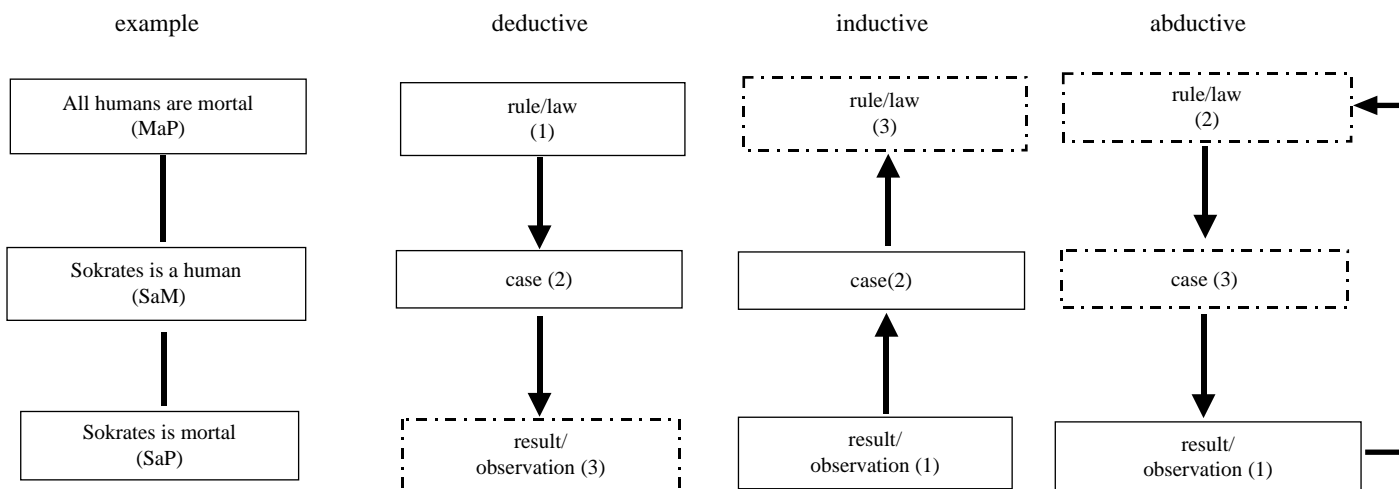 example
deductive
inductive
abductive
All humans are mortal
(MaP)
rule/law
(1)
rule/law
(3)
rule/law
(2)
Sokrates is a human
(SaM)
case (2)
case(2)
case (3)
Sokrates is mortal
(SaP)
result/
observation (3)
result/
observation (1)
result/
observation (1)